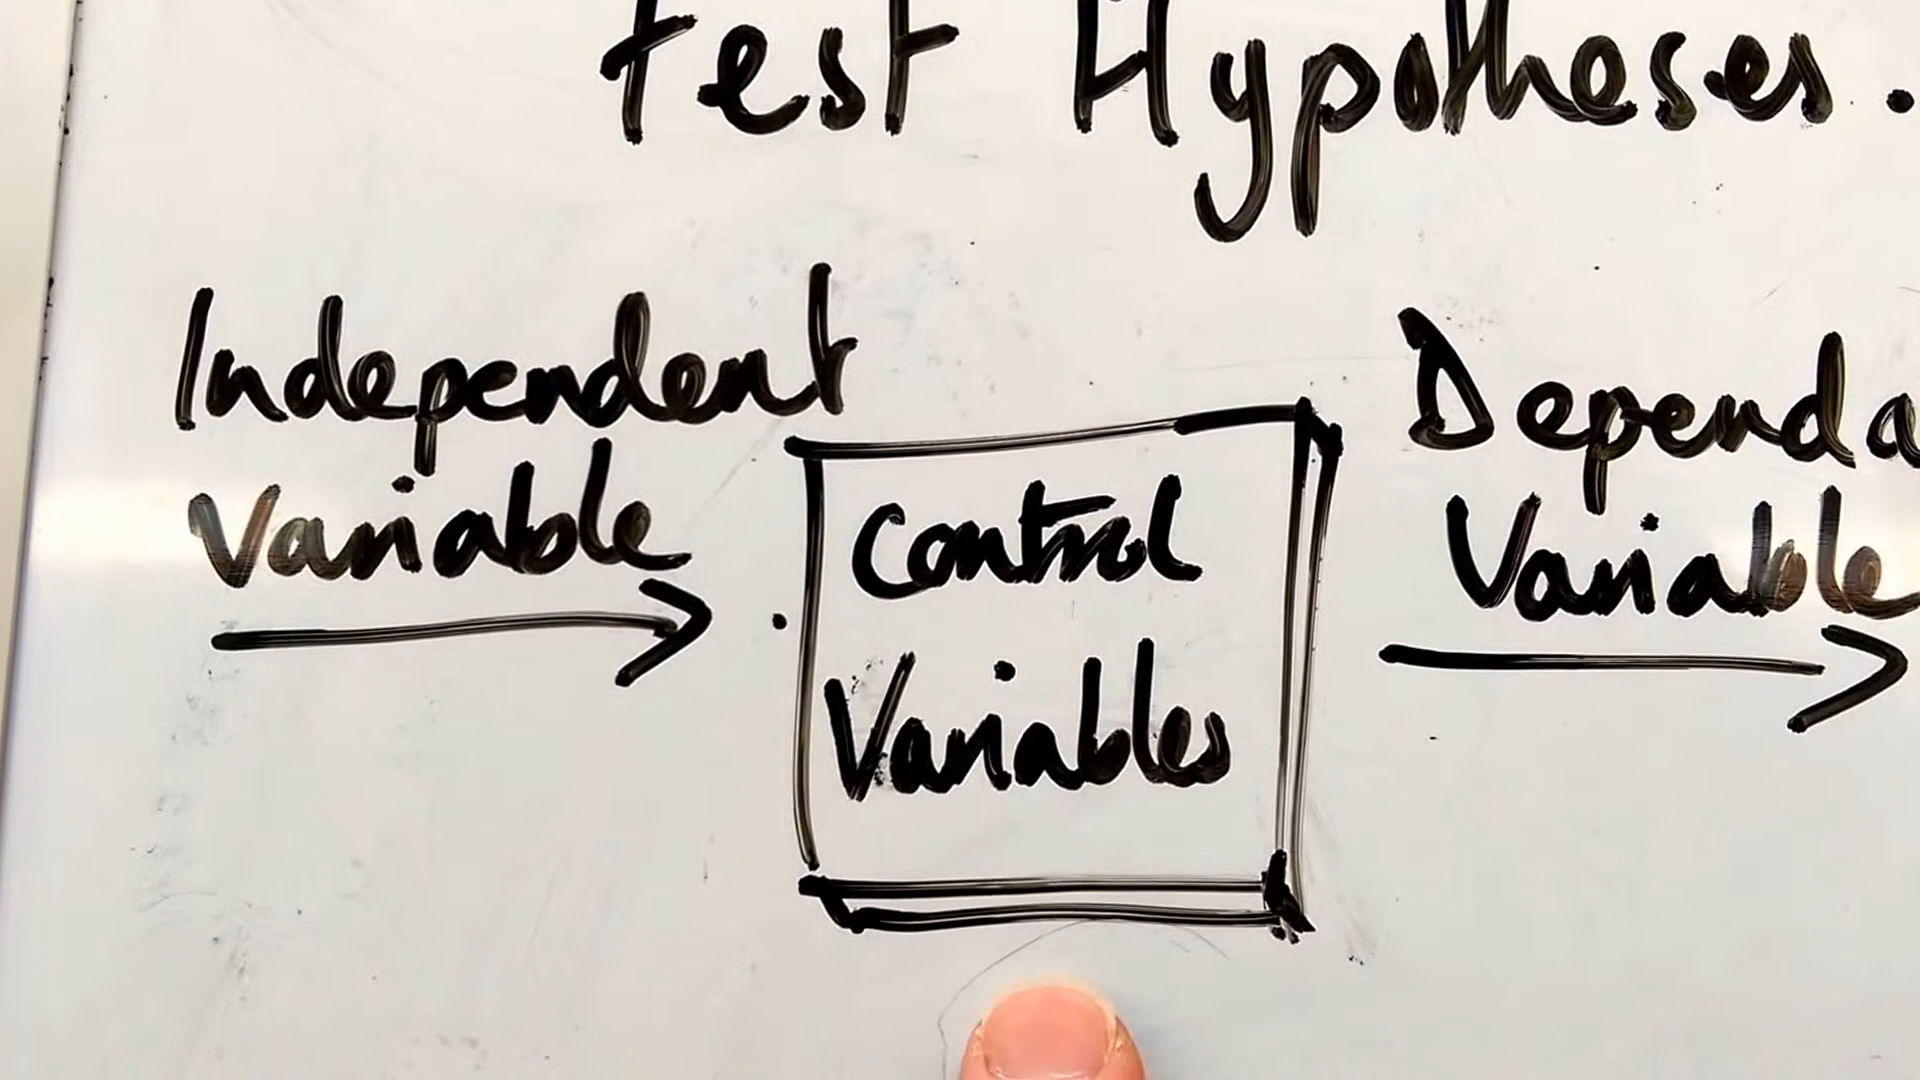 Test Hypotheses.
Independent
Variable
Control
Variables
Dependa
Variable